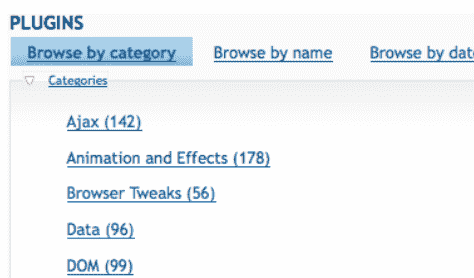 PLUGINS
Browse by category Browse by name Browse by date
Categories
Ajax (142)
Animation and Effects (178)
Browser Tweaks (56)
Data (96)
DOM (99)